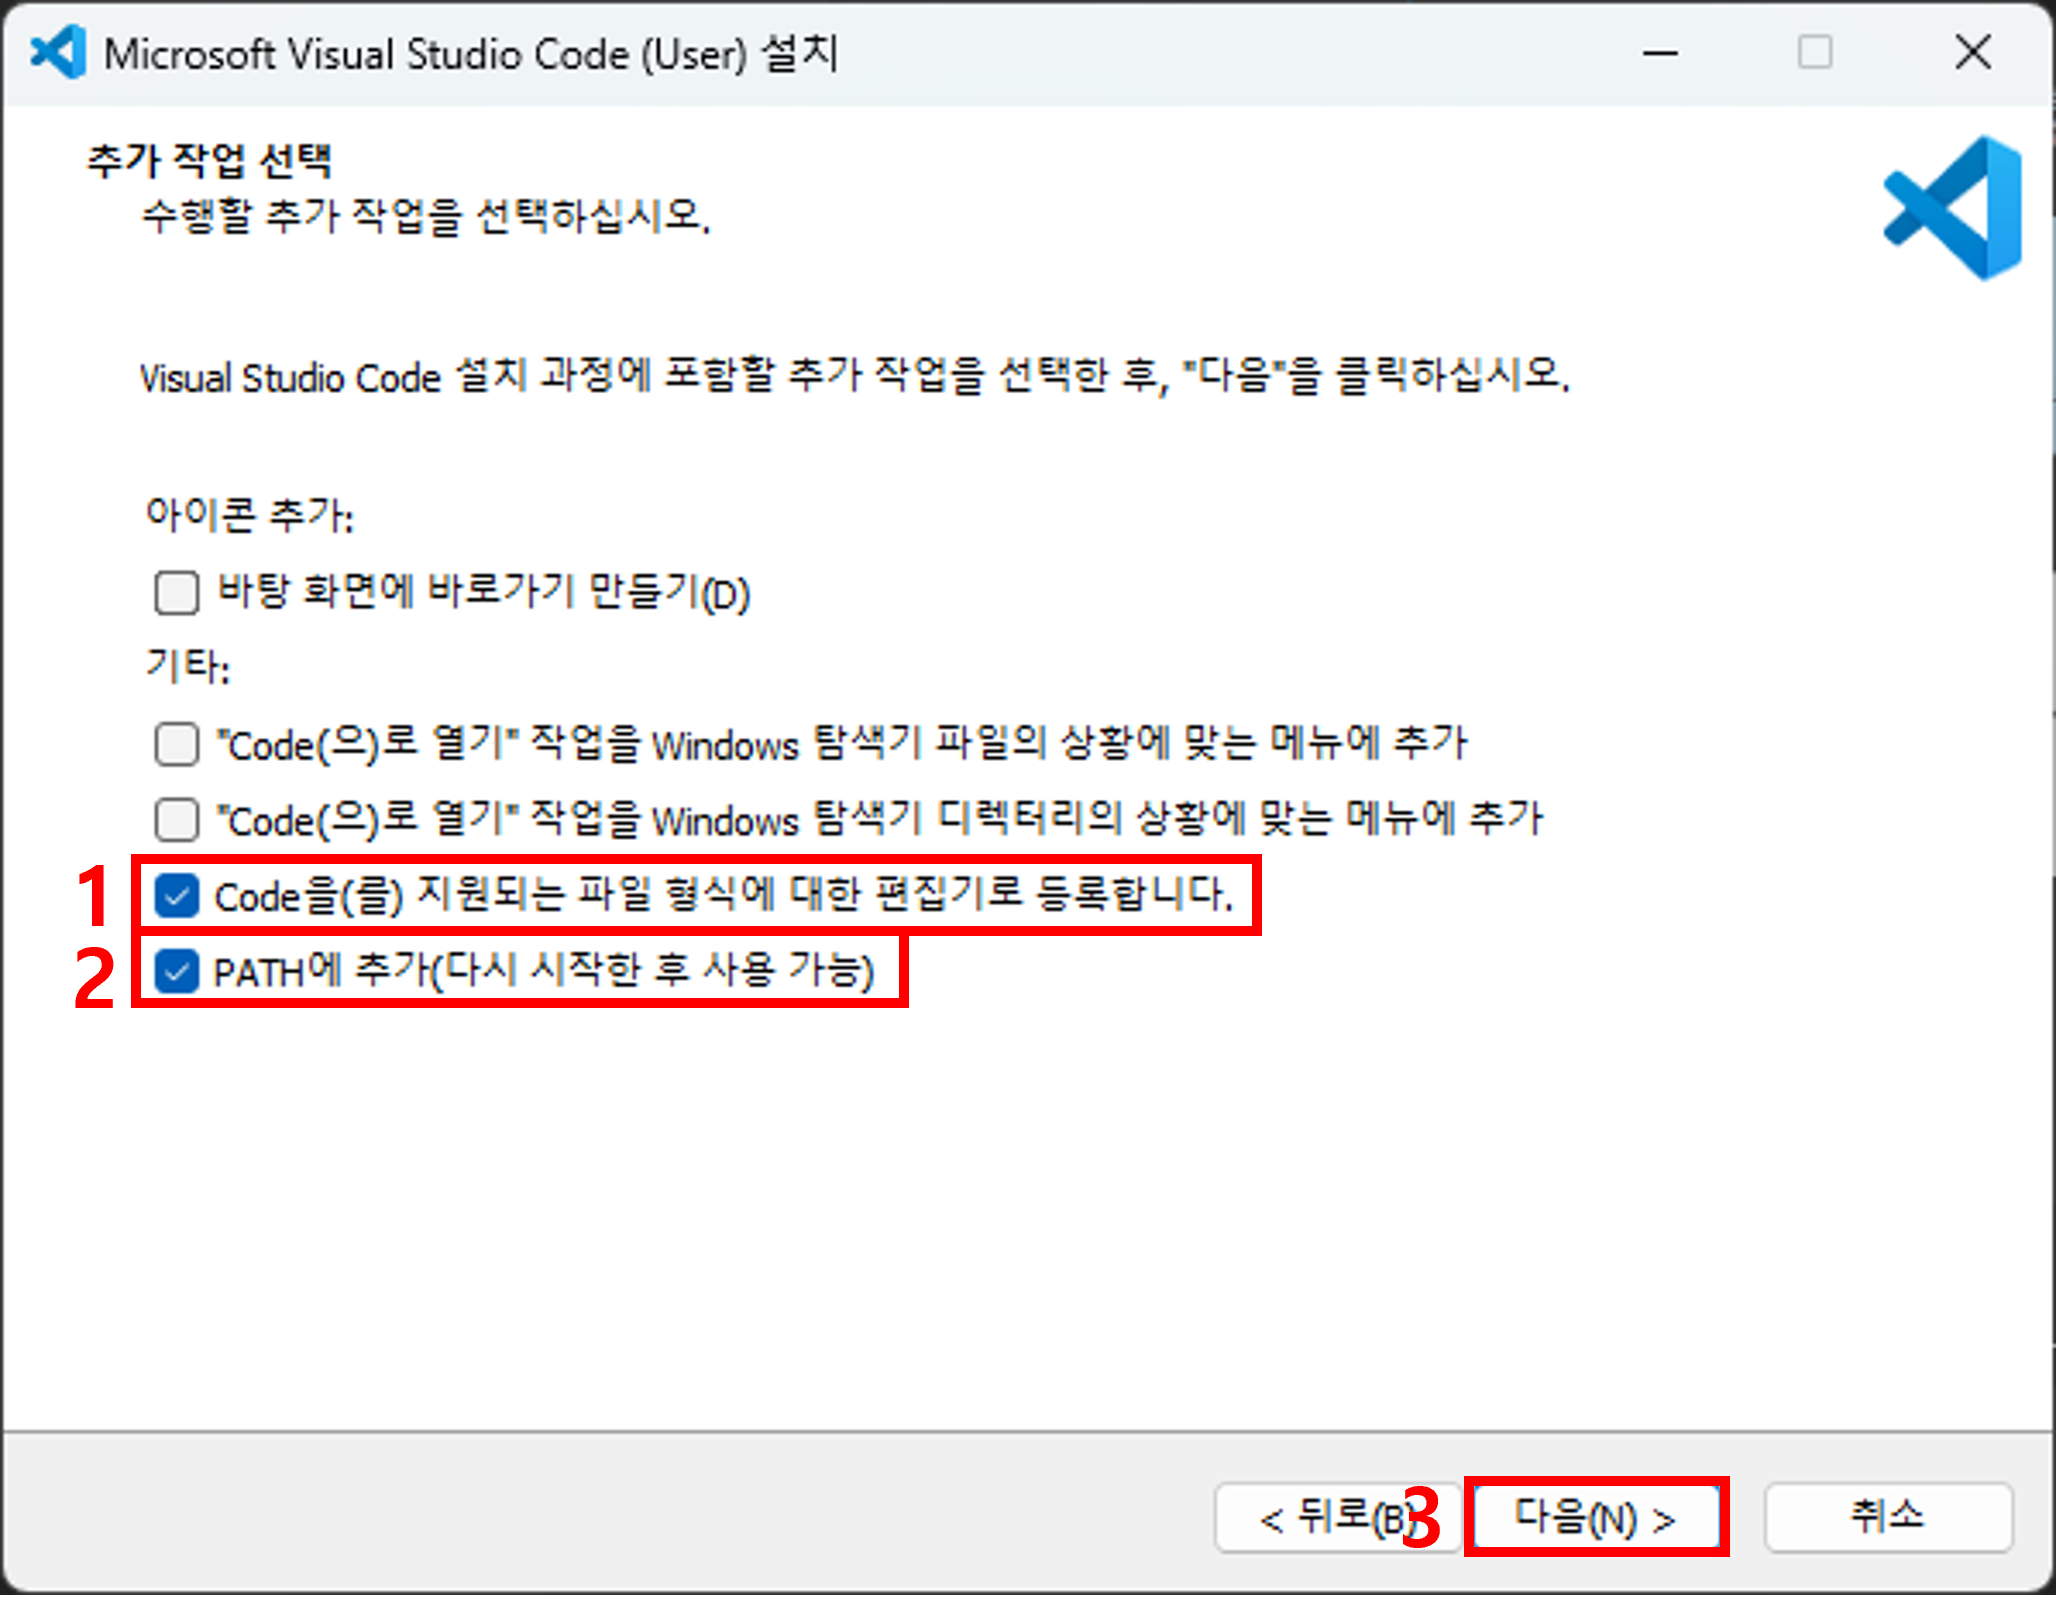 Microsoft Visual Studio Code (User) 설치
추가 작업 선택
수행할 추가 작업을 선택하십시오.
Visual Studio Code 설치 과정에 포함할 추가 작업을 선택한 후, "다음"을 클릭하십시오.
아이콘 추가:
바탕 화면에 바로가기 만들기(D)
기타:
"Code(으)로 열기" 작업을 Windows 탐색기 파일의 상황에 맞는 메뉴에 추가
"Code(으)로 열기" 작업을 Windows 탐색기 디렉터리의 상황에 맞는 메뉴에 추가
1 Code을(를) 지원되는 파일 형식에 대한 편집기로 등록합니다.
2 PATH에 추가(다시 시작한 후 사용 가능)
< 뒤로(B) 3 다음(N) > 취소